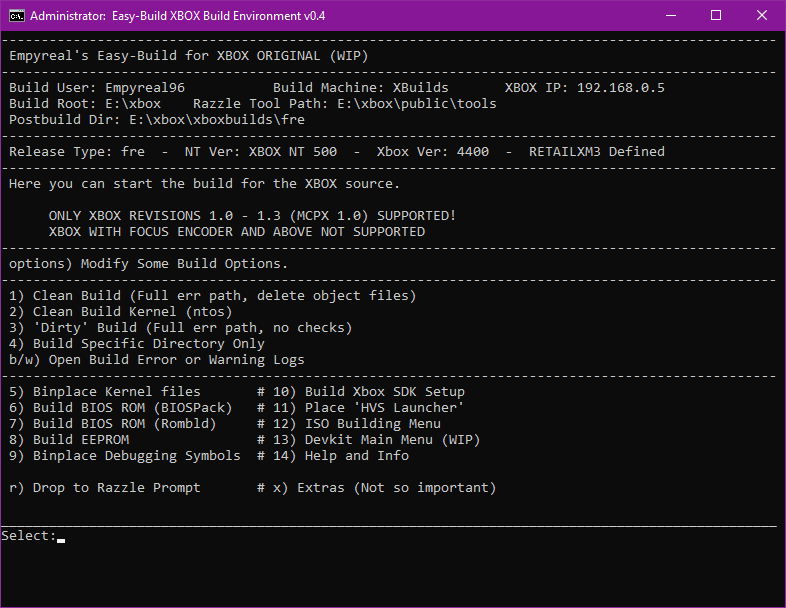 Administrator: Easy-Build XBOX Build Environment v0.4
Empyreal's Easy-Build for XBOX ORIGINAL (WIP)
Build User: Empyreal96 Build Machine: XBuilds XBOX IP: 192.168.0.5
Build Root: E:\xbox Razzle Tool Path: E:\xbox\public\tools
Postbuild Dir: E:\xbox\xboxbuilds\fre
Release Type: fre - NT Ver: XBOX NT 500 - Xbox Ver: 4400 - RETAILXM3 Defined
Here you can start the build for the XBOX source.
ONLY XBOX REVISIONS 1.0 - 1.3 (MCPX 1.0) SUPPORTED!
XBOX WITH FOCUS ENCODER AND ABOVE NOT SUPPORTED
options) Modify Some Build Options.
1) Clean Build (Full err path, delete object files)
2) Clean Build Kernel (ntos)
3) 'Dirty' Build (Full err path, no checks)
4) Build Specific Directory Only
b/w) Open Build Error or Warning Logs
5) Binplace Kernel files # 10) Build Xbox SDK Setup
6) Build BIOS ROM (BIOSPack) # 11) Place 'HVS Launcher'
7) Build BIOS ROM (Rombld) # 12) ISO Building Menu
8) Build EEPROM # 13) Devkit Main Menu (WIP)
9) Binplace Debugging Symbols # 14) Help and Info
r) Drop to Razzle Prompt # x) Extras (Not so important)
Select: